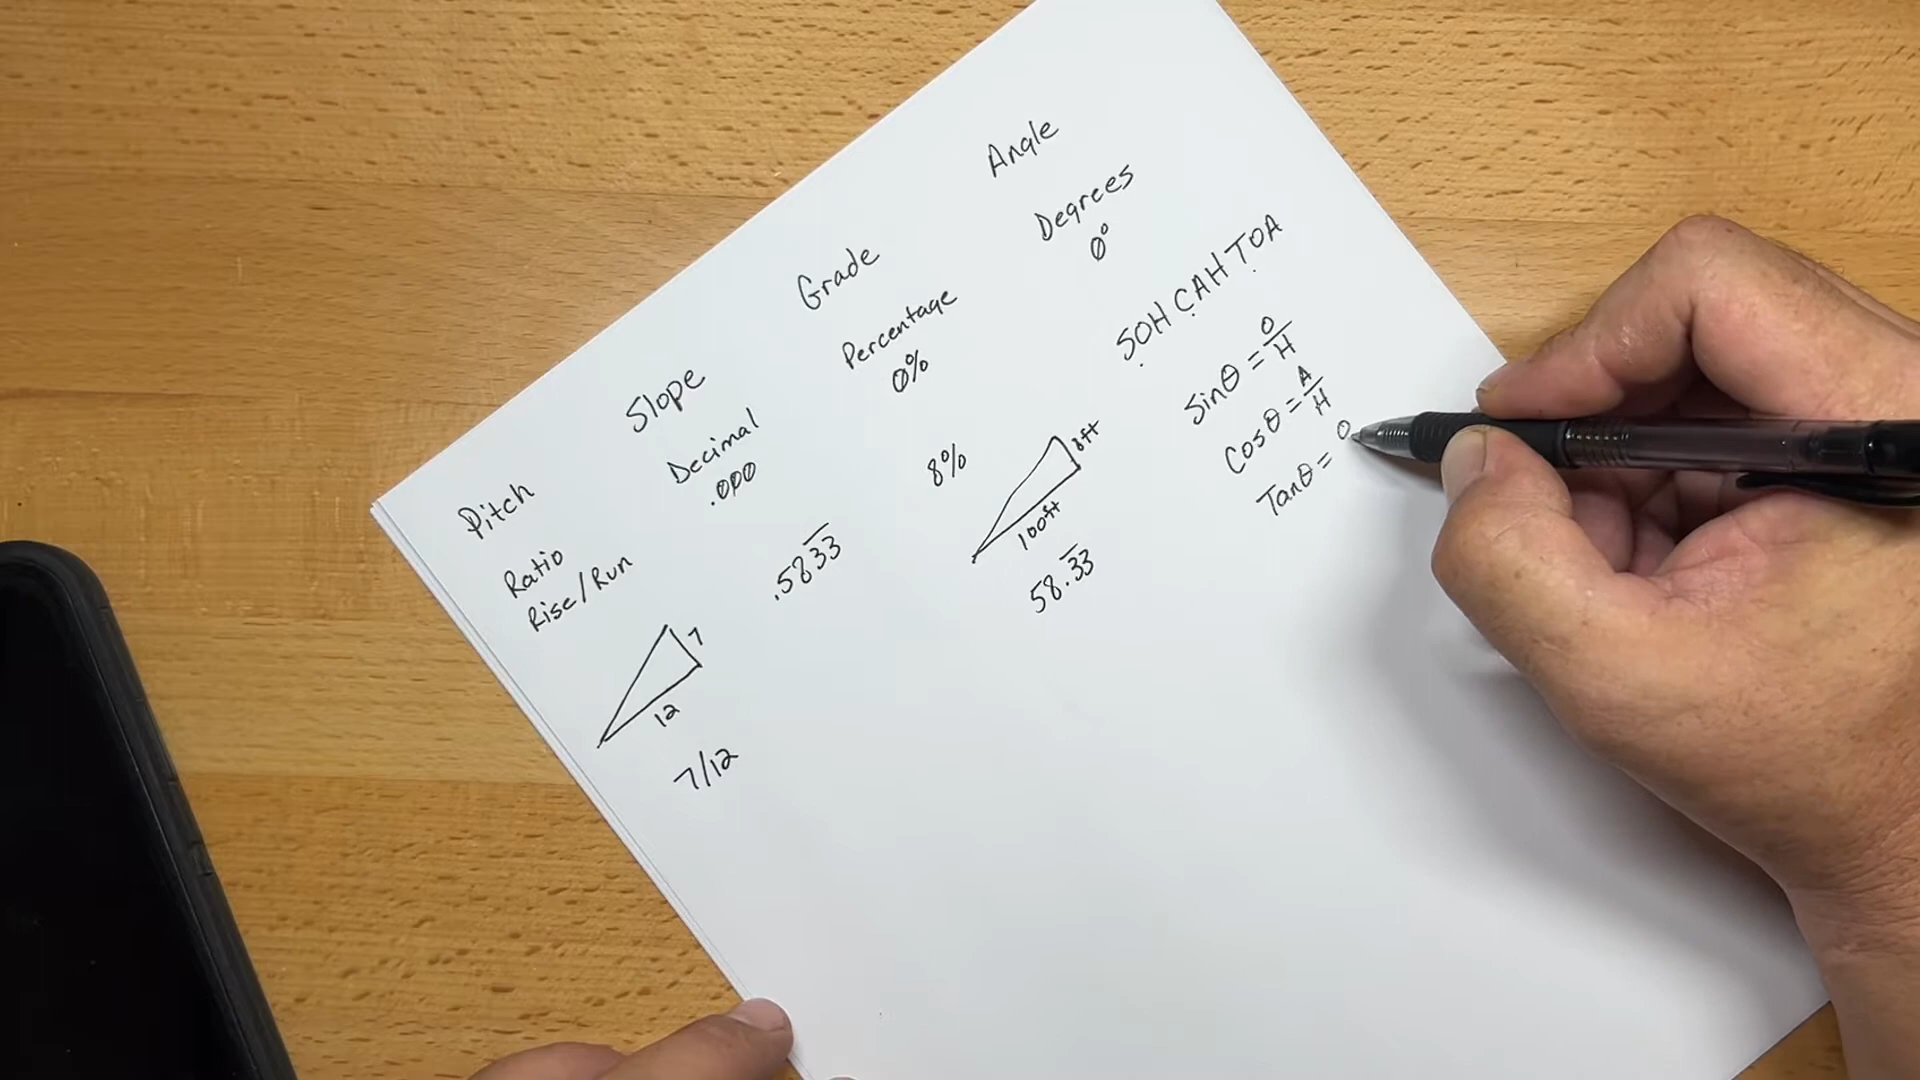 Pitch
Ratio
Rise/Run
7
12
7/12
Slope
Decimal
.000
.5833
Grade
Percentage
0%
8%
8ft
100ft
58.33
Angle
Degrees
0°
SOH CAH TOA
Sinθ = O/H
Cosθ = A/H
Tanθ = O